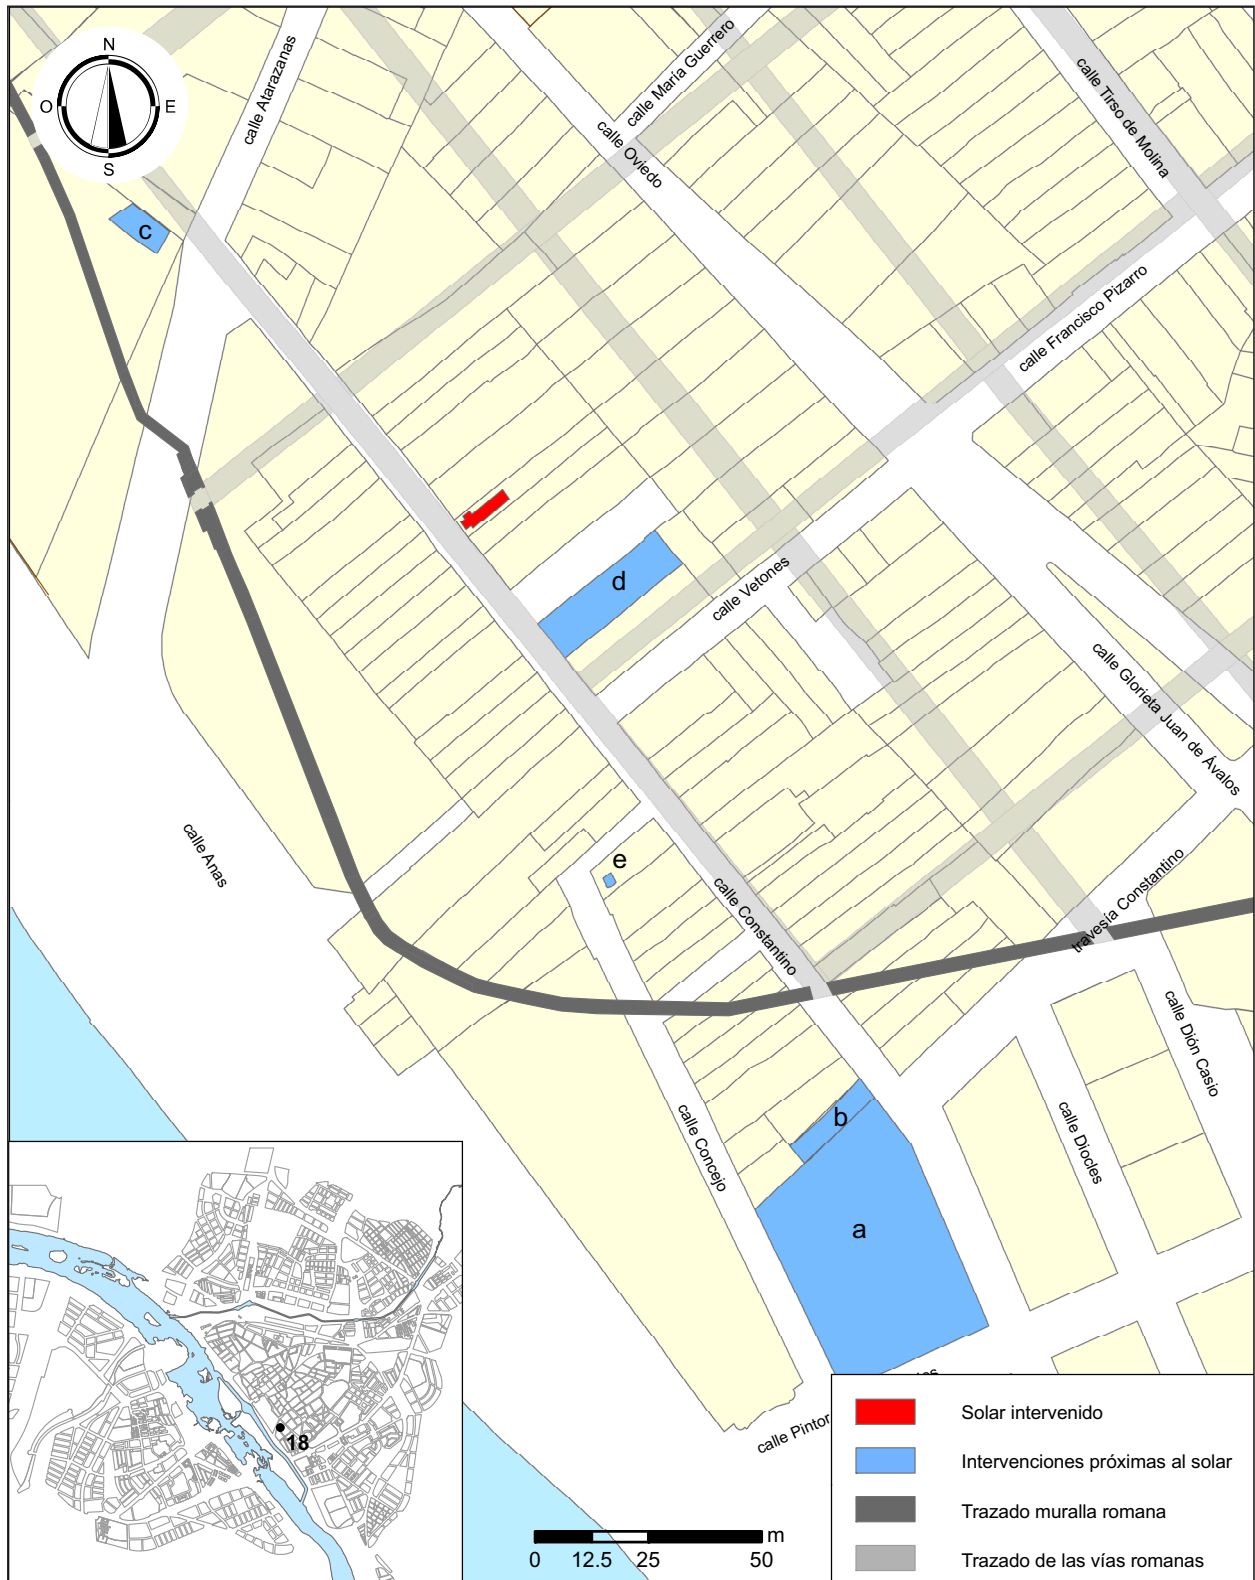 N
O
E
S
calle Atarazanas
calle María Guerrero
calle Oviedo
calle Tirso de Molina
c
calle Francisco Pizarro
d
calle Vetones
calle Glorieta Juan de Ávalos
calle Anas
e
calle Constantino
travesía Constantino
calle Dión Casio
calle Concejo
b
calle Diocles
a
calle Pintor
18
0 12.5 25 50 m
Solar intervenido
Intervenciones próximas al solar
Trazado muralla romana
Trazado de las vías romanas